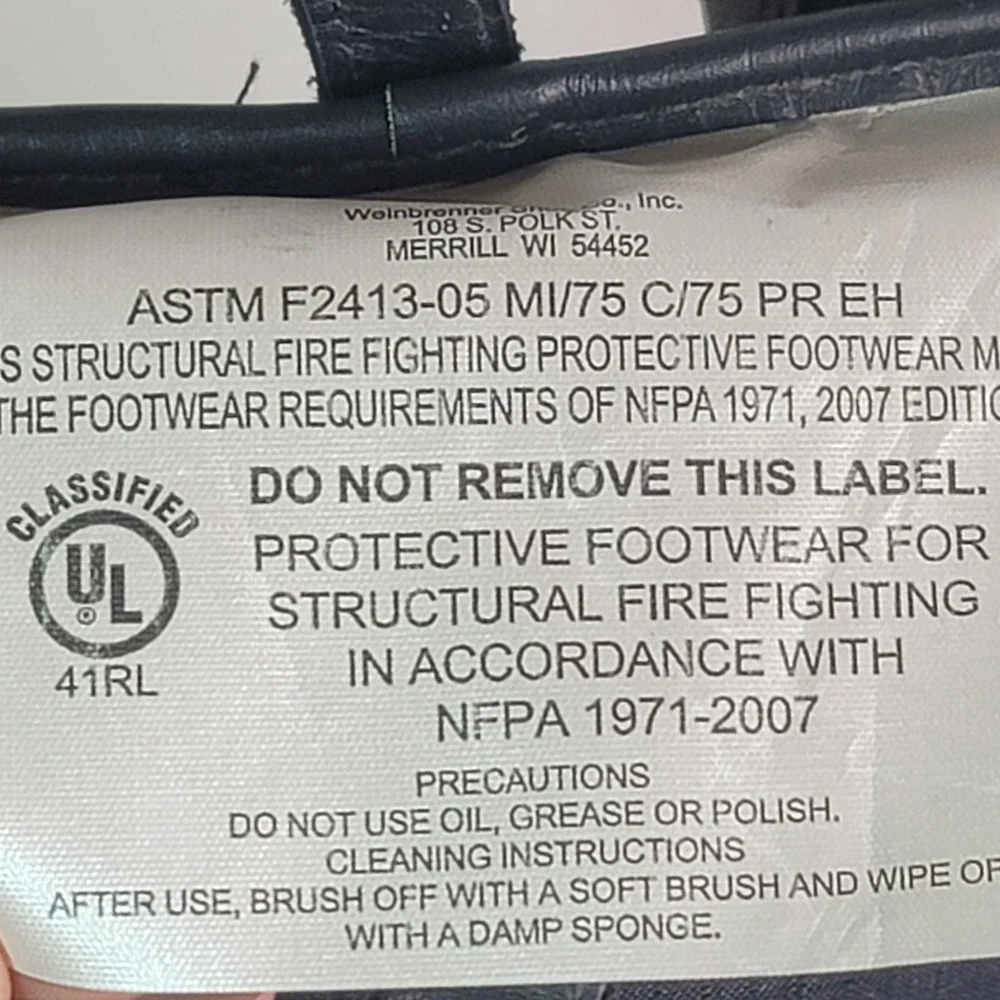 Weinbrenner Inc.
108 S. POLK ST.
MERRILL WI 54452
ASTM F2413-05 MI/75 C/75 PR EH
S STRUCTURAL FIRE FIGHTING PROTECTIVE FOOTWEAR M
THE FOOTWEAR REQUIREMENTS OF NFPA 1971, 2007 EDITIO
CLASSIFIED
UL
®
41RL
DO NOT REMOVE THIS LABEL.
PROTECTIVE FOOTWEAR FOR
STRUCTURAL FIRE FIGHTING
IN ACCORDANCE WITH
NFPA 1971-2007
PRECAUTIONS
DO NOT USE OIL, GREASE OR POLISH.
CLEANING INSTRUCTIONS
AFTER USE, BRUSH OFF WITH A SOFT BRUSH AND WIPE OF
WITH A DAMP SPONGE.